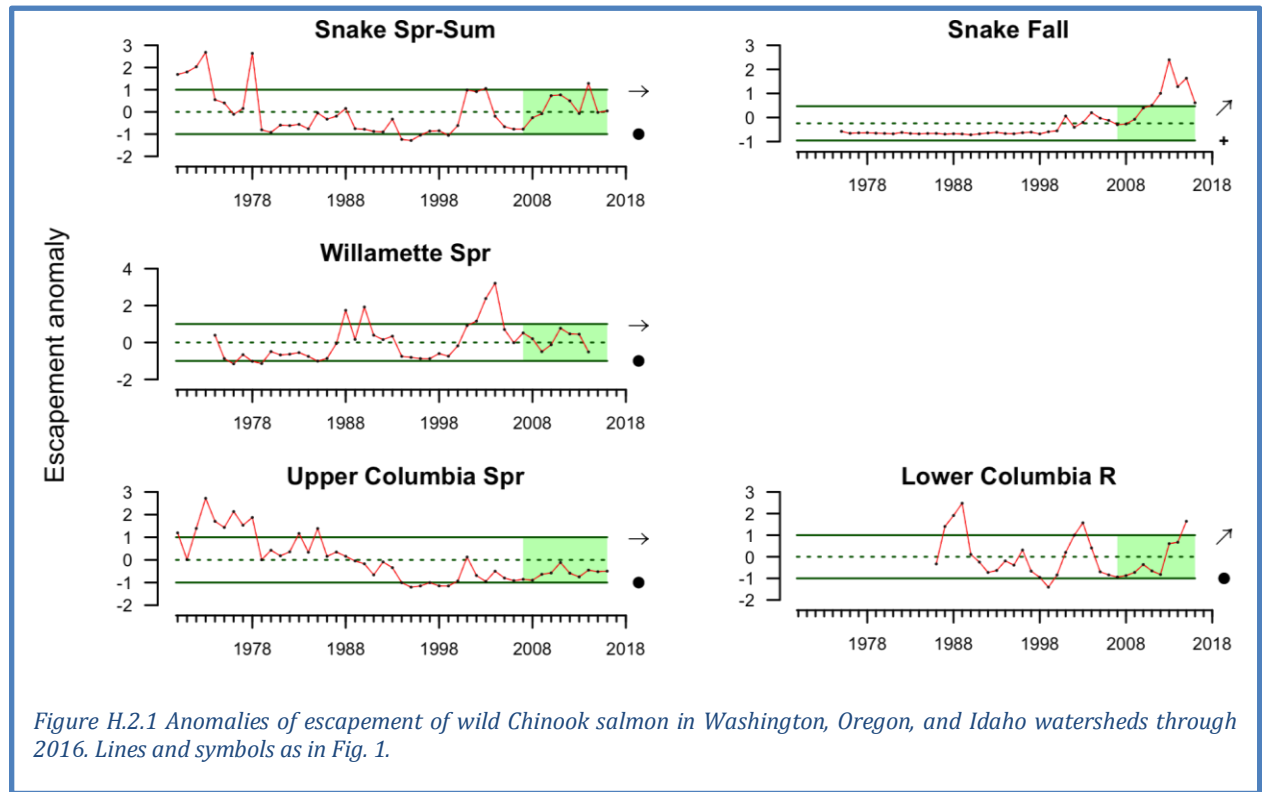 Snake Spr-Sum
3
2
1
0
-1
-2
1978 1988 1998 2008 2018
Snake Fall
3
2
1
0
-1
1978 1988 1998 2008 2018
Escapement anomaly
Willamette Spr
4
2
0
-2
1978 1988 1998 2008 2018
Upper Columbia Spr
3
2
1
0
-1
-2
1978 1988 1998 2008 2018
Lower Columbia R
3
2
1
0
-1
-2
1978 1988 1998 2008 2018
Figure H.2.1 Anomalies of escapement of wild Chinook salmon in Washington, Oregon, and Idaho watersheds through
2016. Lines and symbols as in Fig. 1.